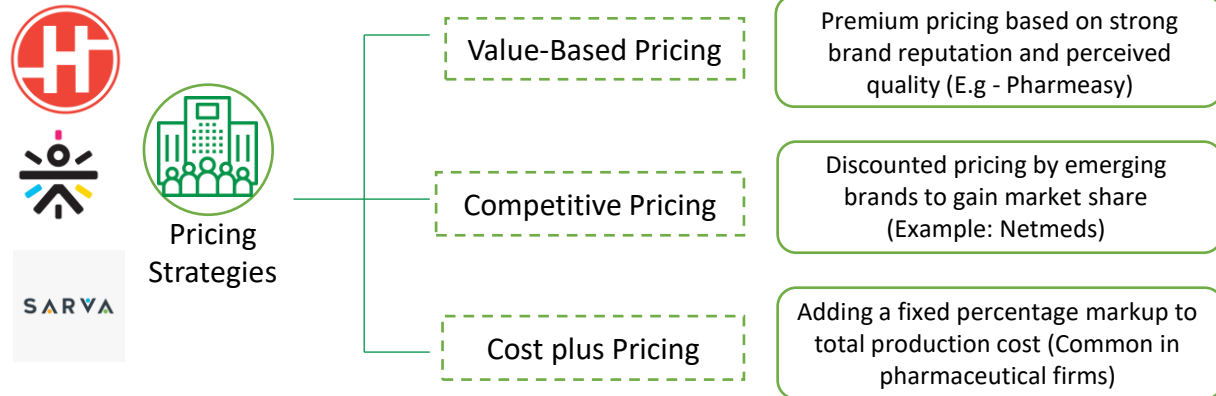 H
SARVA
Pricing
Strategies
Value-Based Pricing
Premium pricing based on strong
brand reputation and perceived
quality (E.g - Pharmeasy)
Competitive Pricing
Discounted pricing by emerging
brands to gain market share
(Example: Netmeds)
Cost plus Pricing
Adding a fixed percentage markup to
total production cost (Common in
pharmaceutical firms)